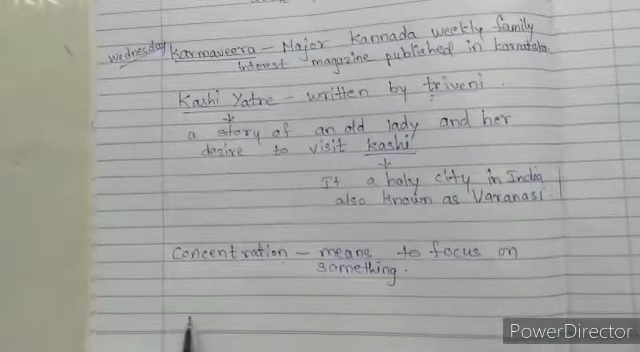 Wednesday Karmaveera – Major Kannada weekly family
interest magazine published in Karnataka
Kashi Yatre – written by triveni.
a story of an old lady and her
desire to visit kashi
It a holy city in India
also known as Varanasi.
Concentration – means to focus on
something.
PowerDirector